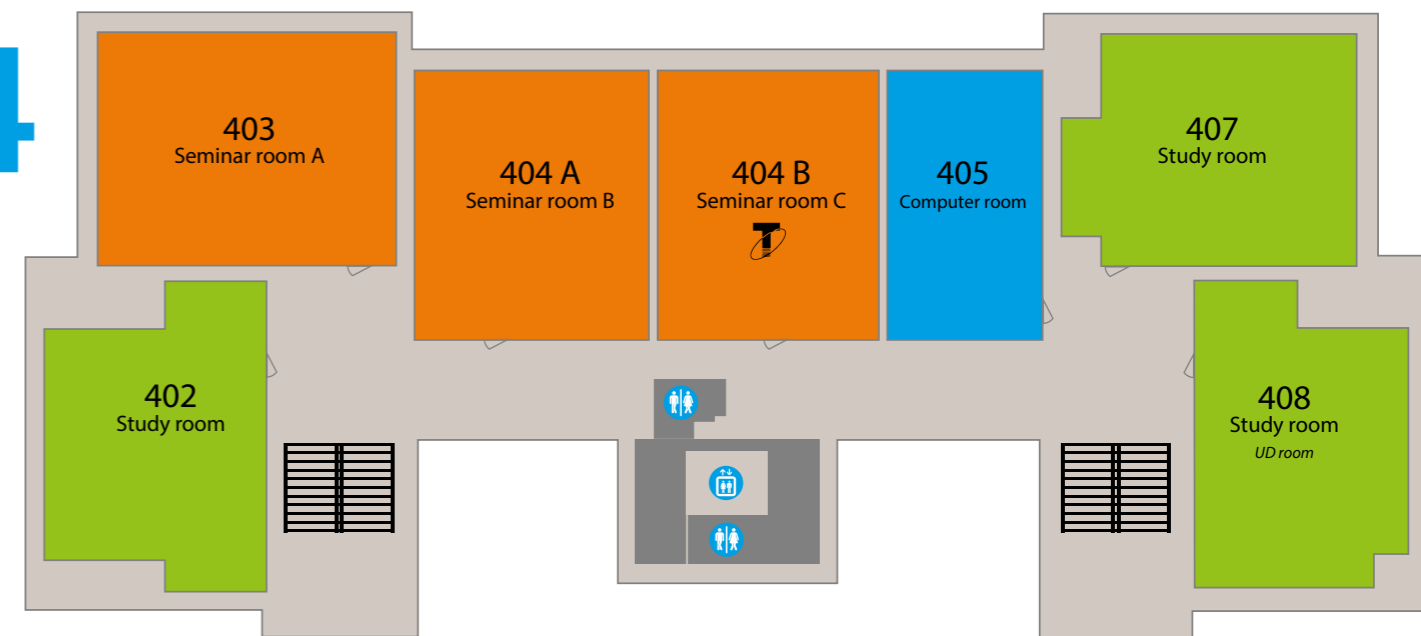 4
403
Seminar room A
404 A
Seminar room B
404 B
Seminar room C
T
405
Computer room
407
Study room
402
Study room
408
Study room
UD room